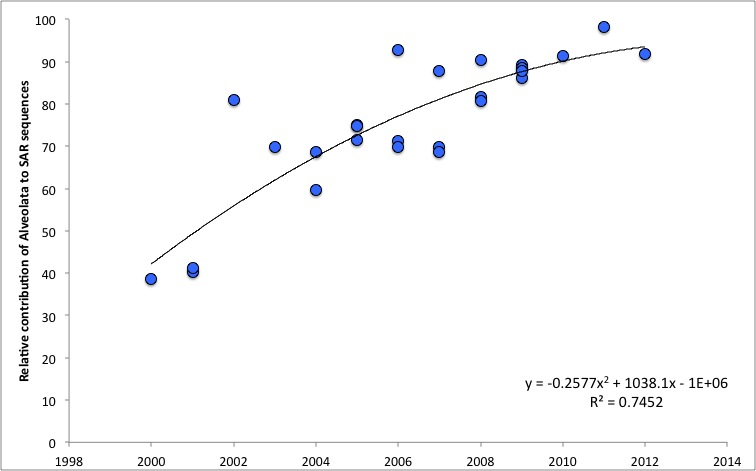 Relative contribution of Alveolata to SAR sequences
100
90
80
70
60
50
40
30
20
10
0
y = -0.2577x² + 1038.1x - 1E+06
R² = 0.7452
1998 2000 2002 2004 2006 2008 2010 2012 2014